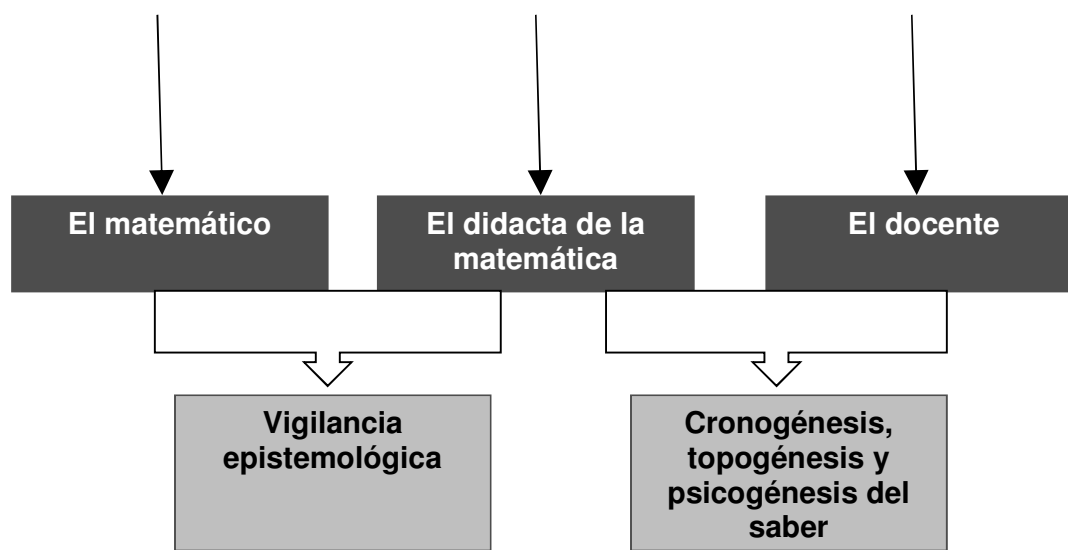 El matemático
El didacta de la
matemática
El docente
Vigilancia
epistemológica
Cronogénesis,
topogénesis y
psicogénesis del
saber